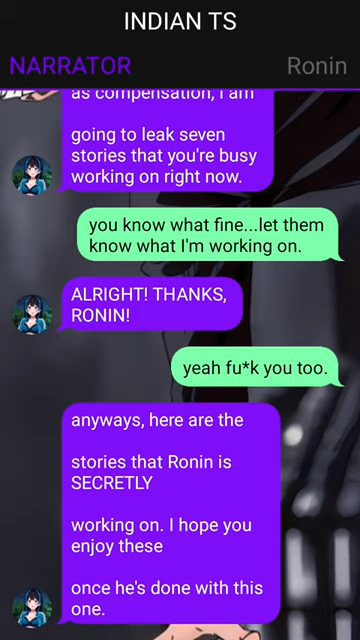 INDIAN TS
NARRATOR
Ronin
as compensation, I am
going to leak seven
stories that you're busy
working on right now.
you know what fine...let them
know what I'm working on.
ALRIGHT! THANKS,
RONIN!
yeah fu*k you too.
anyways, here are the
stories that Ronin is
SECRETLY
working on. I hope you
enjoy these
once he's done with this
one.